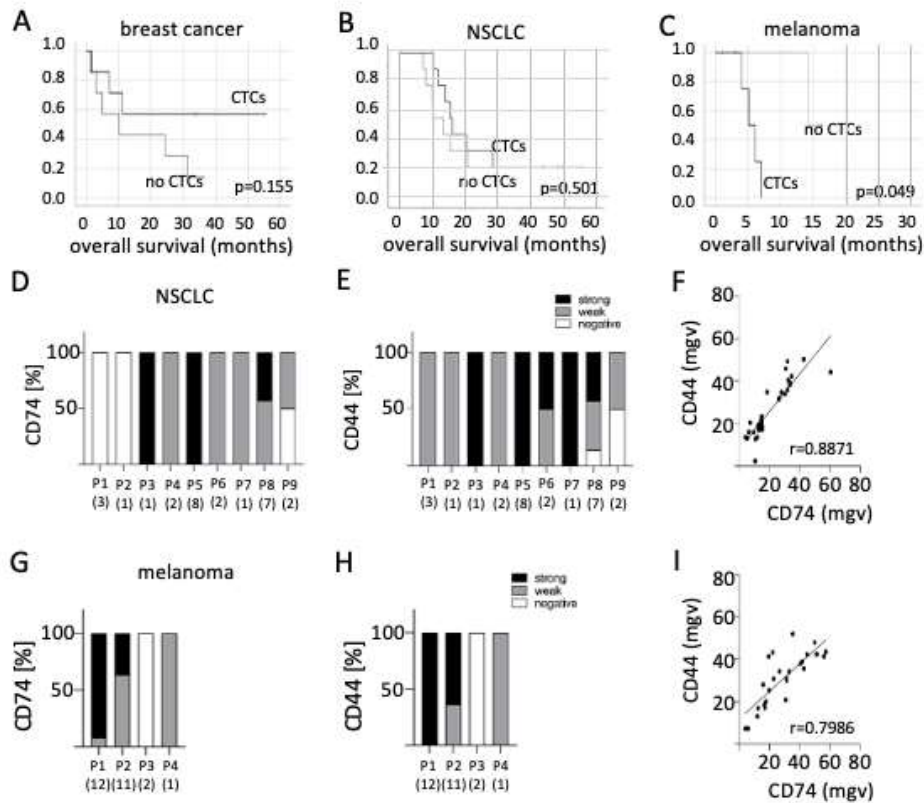 A
breast cancer
1.0
0.8
0.6
0.4
0.2
0.0
CTCs
no CTCs
p=0.155
0 10 20 30 40 50 60
overall survival (months)
B
NSCLC
1.0
0.8
0.6
0.4
0.2
0.0
CTCs
no CTCs
p=0.501
0 10 20 30 40 50 60
overall survival (months)
C
melanoma
1.0
0.8
0.6
0.4
0.2
0.0
no CTCs
CTCs
p=0.049
0 5 10 15 20 25 30
overall survival (months)
D
NSCLC
CD74 [%]
100
50
P1 P2 P3 P4 P5 P6 P7 P8 P9
(3) (1) (1) (2) (8) (2) (1) (7) (2)
E
strong
weak
negative
CD44 [%]
100
50
P1 P2 P3 P4 P5 P6 P7 P8 P9
(3) (1) (1) (2) (8) (2) (1) (7) (2)
F
CD44 (mgv)
80
60
40
20
r=0.8871
20 40 60 80
CD74 (mgv)
G
melanoma
CD74 [%]
100
50
P1 P2 P3 P4
(12) (11) (2) (1)
H
strong
weak
negative
CD44 [%]
100
50
P1 P2 P3 P4
(12) (11) (2) (1)
I
CD44 (mgv)
80
60
40
20
r=0.7986
20 40 60 80
CD74 (mgv)